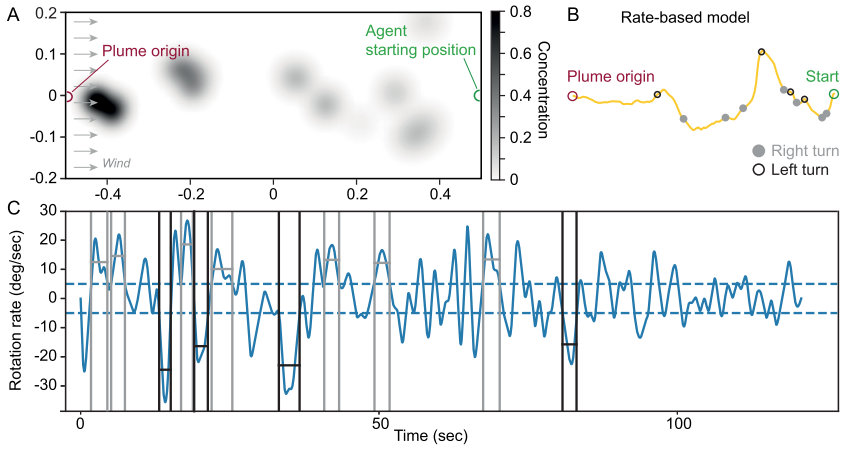 A
0.2
0.1
0
-0.1
-0.2
-0.4
-0.2
0
0.2
0.4
Plume origin
Agent
starting position
Wind
0.8
0.6
0.4
0.2
0
Concentration
B
Rate-based model
Plume origin
Start
Right turn
Left turn
C
30
20
10
0
-10
-20
-30
Rotation rate (deg/sec)
0
50
100
Time (sec)